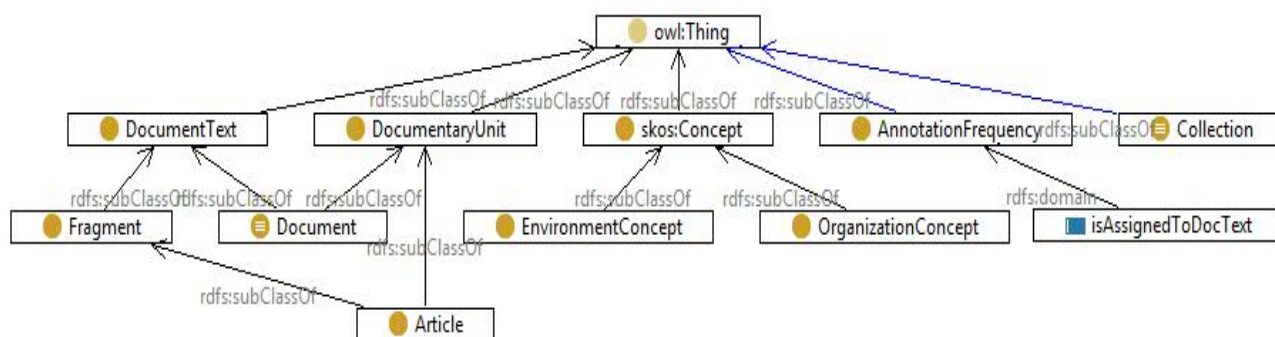 owl:Thing
rdfs:subClassOf rdfs:subClassOf rdfs:subClassOf rdfs:subClassOf
DocumentText DocumentaryUnit skos:Concept AnnotationFrequency rdfs:subClassOf Collection
rdfs:subClassOf rdfs:subClassOf rdfs:subClassOf rdfs:subClassOf rdfs:subClassOf rdfs:domain
Fragment Document EnvironmentConcept OrganizationConcept isAssignedToDocText
rdfs:subClassOf
rdfs:subClassOf
Article